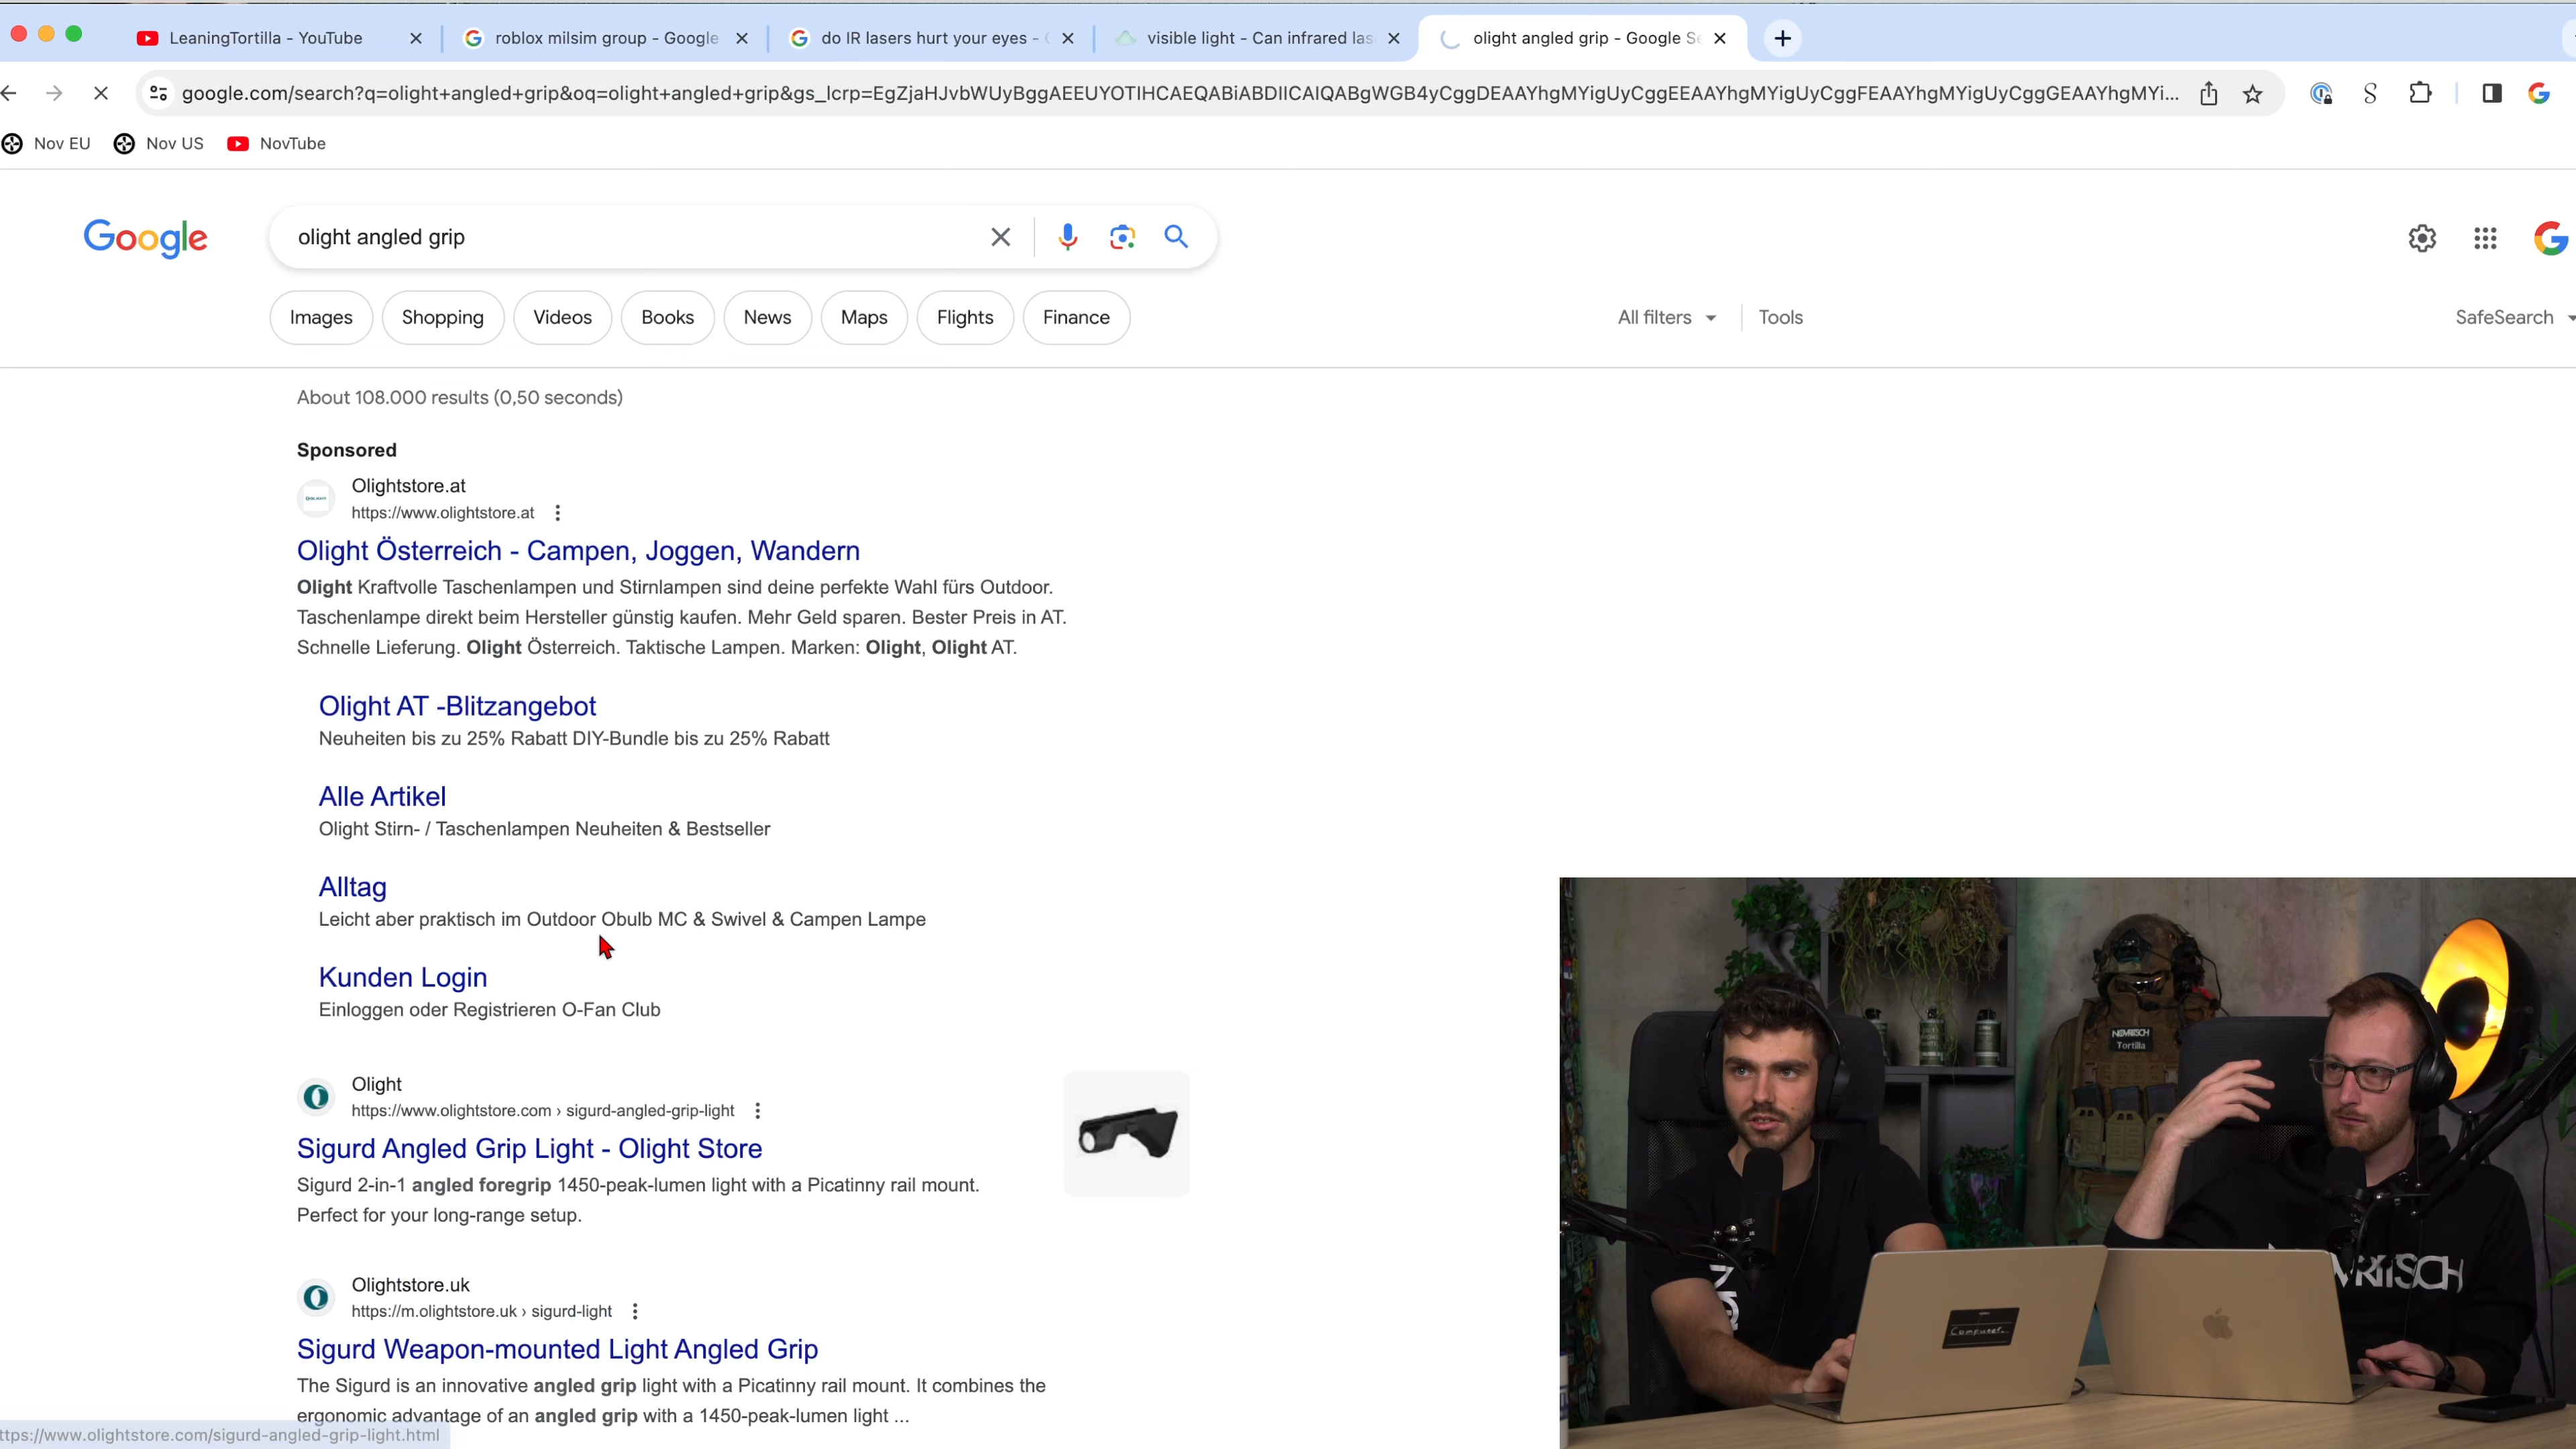 LeaningTortilla - YouTube
roblox milsim group - Google
do IR lasers hurt your eyes -
visible light - Can infrared las
olight angled grip - Google Se
google.com/search?q=olight+angled+grip&oq=olight+angled+grip&gs_lcrp=EgZjaHJvbWUyBggAEEUYOTIHCAEQABiABDIICAIQABgWGB4yCggDEAAYhgMYigUyCggEEAAYhgMYigUyCggFEAAYhgMYigUyCggGEAAYhgMYi...
Nov EU
Nov US
NovTube
Google
olight angled grip
Images
Shopping
Videos
Books
News
Maps
Flights
Finance
All filters
Tools
SafeSearch
About 108.000 results (0,50 seconds)
Sponsored
Olightstore.at
https://www.olightstore.at
Olight Österreich - Campen, Joggen, Wandern
Olight Kraftvolle Taschenlampen und Stirnlampen sind deine perfekte Wahl fürs Outdoor.
Taschenlampe direkt beim Hersteller günstig kaufen. Mehr Geld sparen. Bester Preis in AT.
Schnelle Lieferung. Olight Österreich. Taktische Lampen. Marken: Olight, Olight AT.
Olight AT -Blitzangebot
Neuheiten bis zu 25% Rabatt DIY-Bundle bis zu 25% Rabatt
Alle Artikel
Olight Stirn- / Taschenlampen Neuheiten & Bestseller
Alltag
Leicht aber praktisch im Outdoor Obulb MC & Swivel & Campen Lampe
Kunden Login
Einloggen oder Registrieren O-Fan Club
Olight
https://www.olightstore.com › sigurd-angled-grip-light
Sigurd Angled Grip Light - Olight Store
Sigurd 2-in-1 angled foregrip 1450-peak-lumen light with a Picatinny rail mount.
Perfect for your long-range setup.
Olightstore.uk
https://m.olightstore.uk › sigurd-light
Sigurd Weapon-mounted Light Angled Grip
The Sigurd is an innovative angled grip light with a Picatinny rail mount. It combines the
ergonomic advantage of an angled grip with a 1450-peak-lumen light ...
ttps://www.olightstore.com/sigurd-angled-grip-light.html
NOVRITSCH
Tortilla
Computer..
VRITSCH